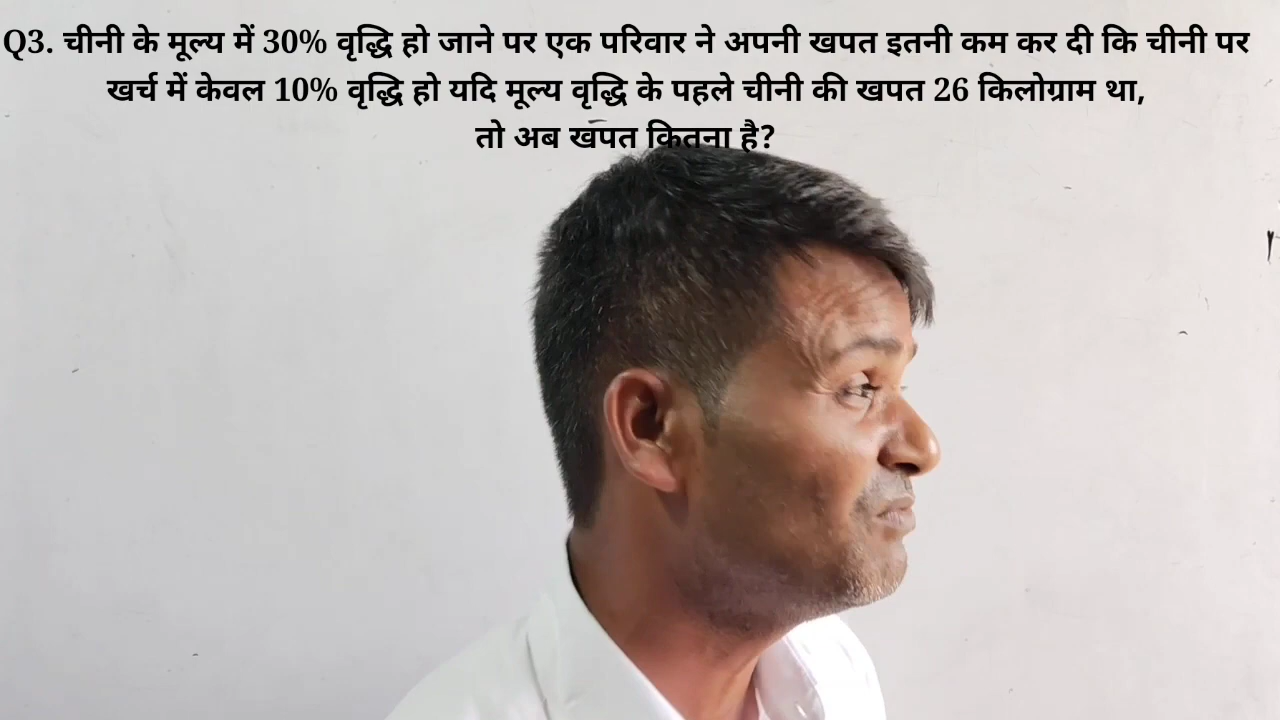 Q3. चीनी के मूल्य में 30% वृद्धि हो जाने पर एक परिवार ने अपनी खपत इतनी कम कर दी कि चीनी पर
खर्च में केवल 10% वृद्धि हो यदि मूल्य वृद्धि के पहले चीनी की खपत 26 किलोग्राम था,
तो अब खपत कितना है?